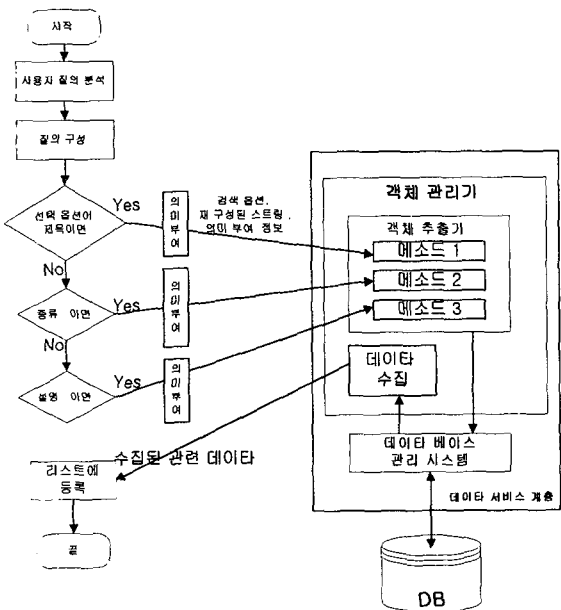 시작
사용자 질의 분석
질의 구성
선택 옵션이
제목이면
Yes
의미부여
검색 옵션,
재 구성된 스트링,
의미 부여 정보
No
종류 이면
Yes
의미부여
No
설명 이면
Yes
의미부여
수집된 관련 데이타
리스트에
등록
끝
객체 관리기
객체 추출기
메소드 1
메소드 2
메소드 3
데이타
수집
데이타 베이스
관리 시스템
데이타 서비스 계층
DB